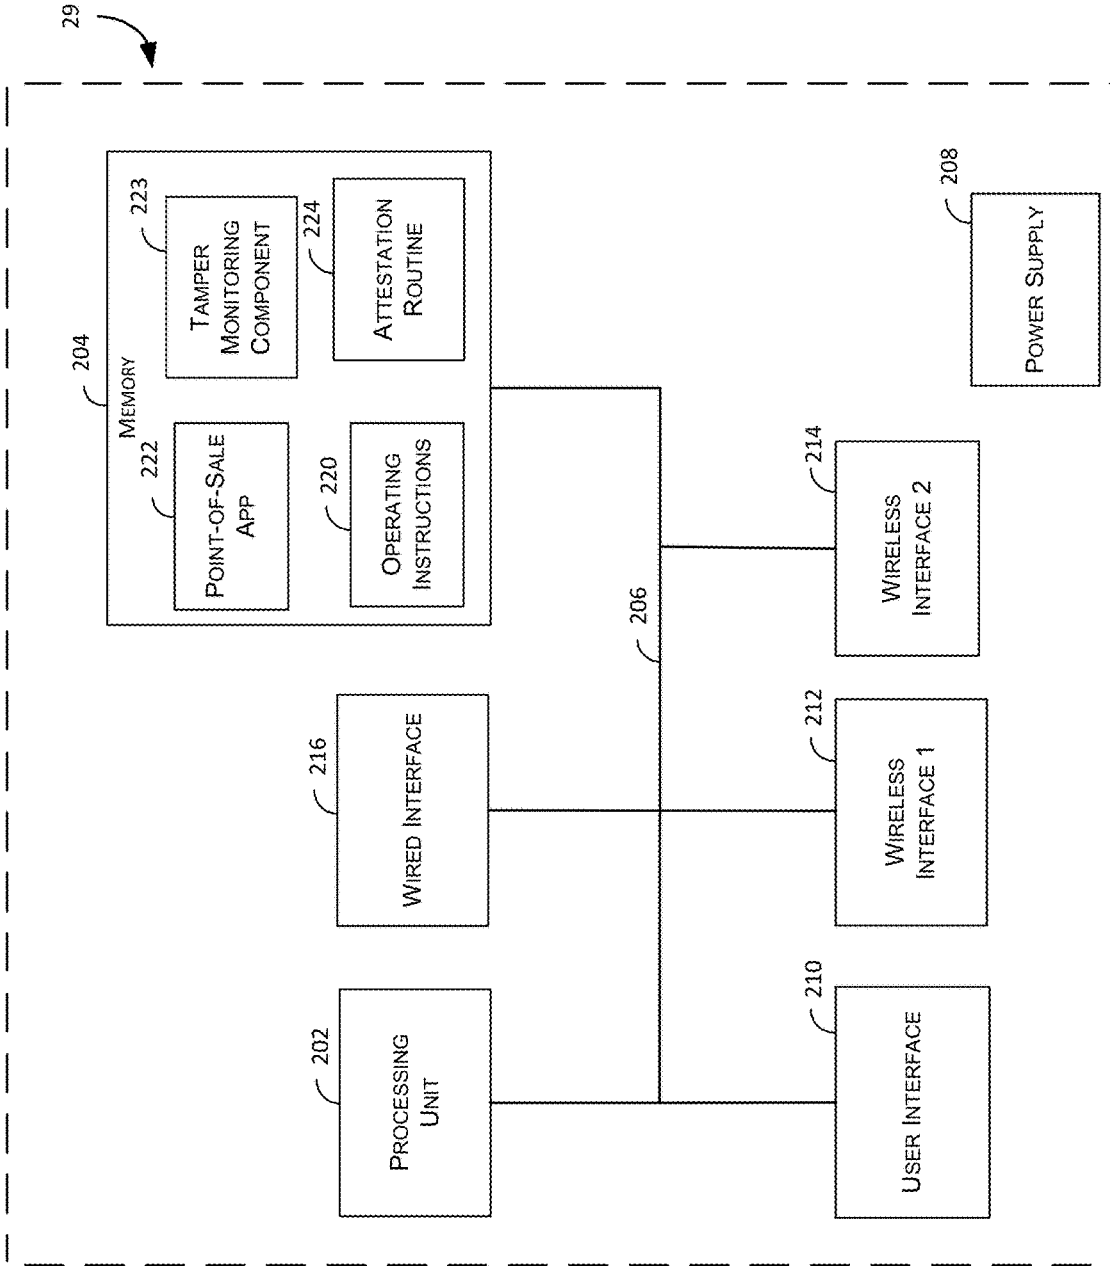 29
204
MEMORY
222
223
POINT-OF-SALE
APP
TAMPER
MONITORING
COMPONENT
220
224
OPERATING
INSTRUCTIONS
ATTESTATION
ROUTINE
202
PROCESSING
UNIT
216
WIRED INTERFACE
206
210
USER INTERFACE
212
WIRELESS
INTERFACE 1
214
WIRELESS
INTERFACE 2
208
POWER SUPPLY